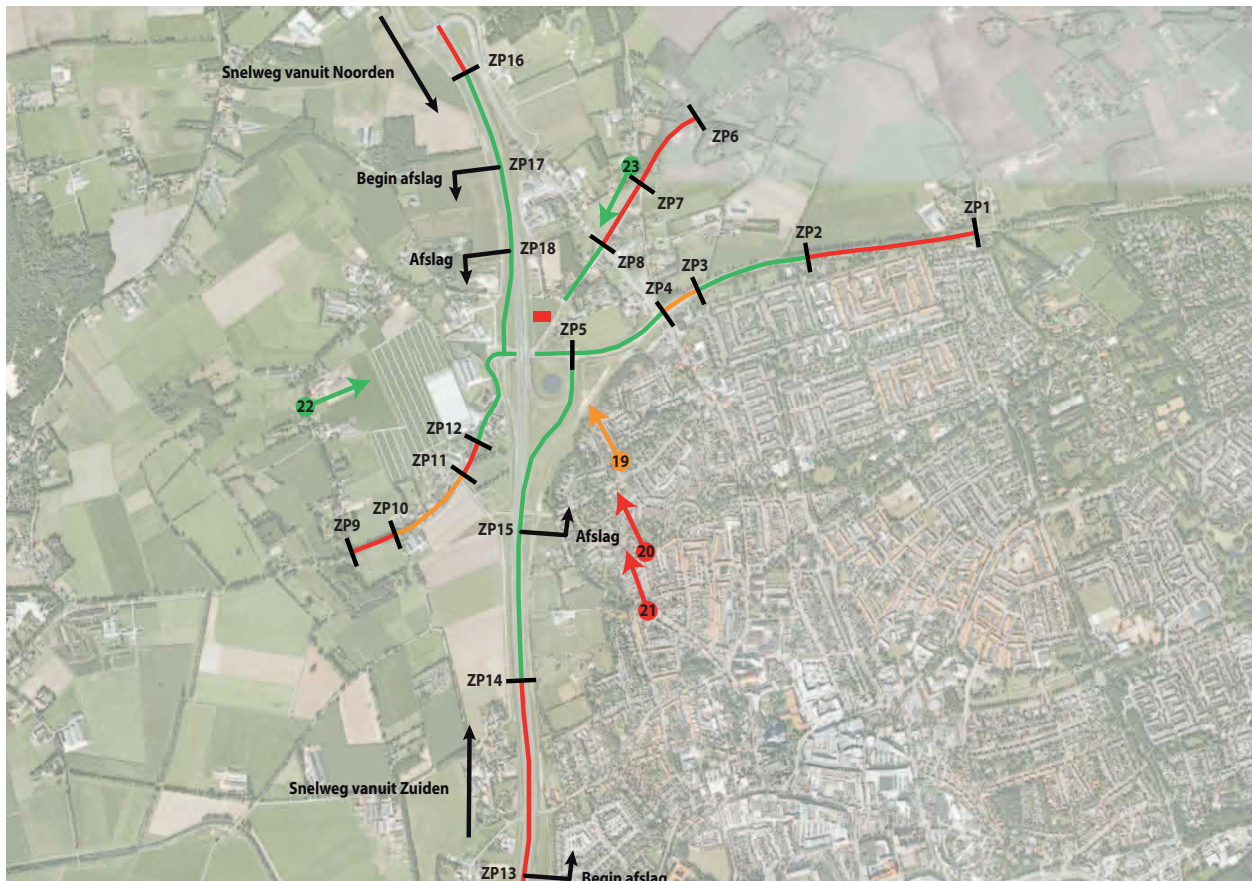 ZP16
Snelweg vanuit Noorden
ZP6
ZP17
23
Begin afslag
ZP7
ZP1
ZP2
ZP18
Afslag
ZP8
ZP3
ZP4
ZP5
22
ZP12
19
ZP11
ZP10
ZP9
ZP15
Afslag
20
21
ZP14
Snelweg vanuit Zuiden
ZP13
Begin afslag